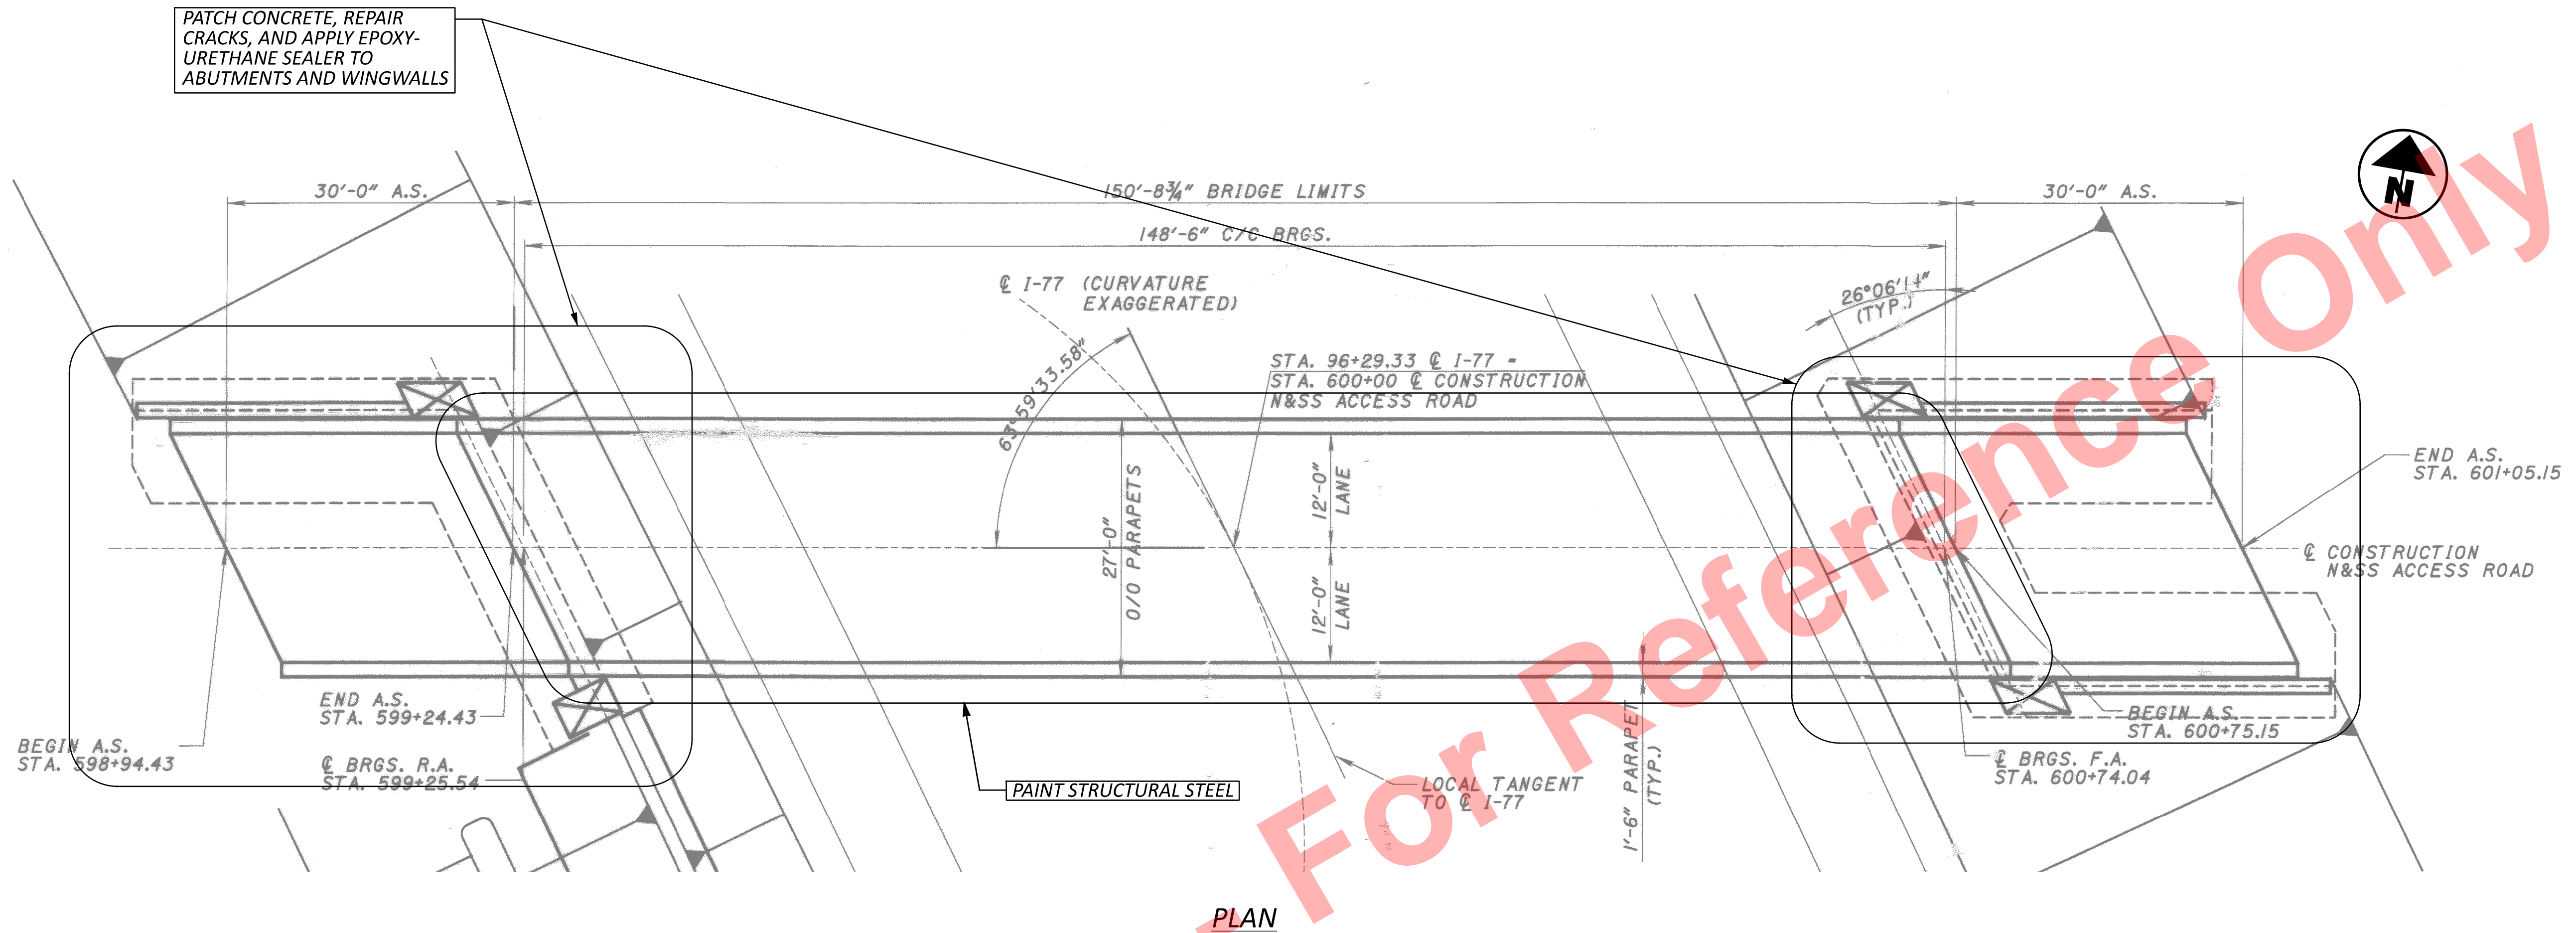 PATCH CONCRETE, REPAIR
CRACKS, AND APPLY EPOXY-
URETHANE SEALER TO
ABUTMENTS AND WINGWALLS
30'-0" A.S.
150'-8¾" BRIDGE LIMITS
30'-0" A.S.
148'-6" C/C BRGS.
N
℄ I-77 (CURVATURE
EXAGGERATED)
(TYP.)
STA. 96+29.33 ℄ I-77 =
STA. 600+00 ℄ CONSTRUCTION
N&SS ACCESS ROAD
63°59'33.58"
27'-0"
O/O PARAPETS
12'-0"
LANE
12'-0"
LANE
END A.S.
STA. 601+05.15
℄ CONSTRUCTION
N&SS ACCESS ROAD
END A.S.
STA. 599+24.43
BEGIN A.S.
STA. 598+94.43
℄ BRGS. R.A.
STA. 599+25.54
PAINT STRUCTURAL STEEL
LOCAL TANGENT
TO ℄ I-77
1'-6" PARAPET
(TYP.)
BEGIN A.S.
STA. 600+75.15
℄ BRGS. F.A.
STA. 600+74.04
For Reference Only
PLAN